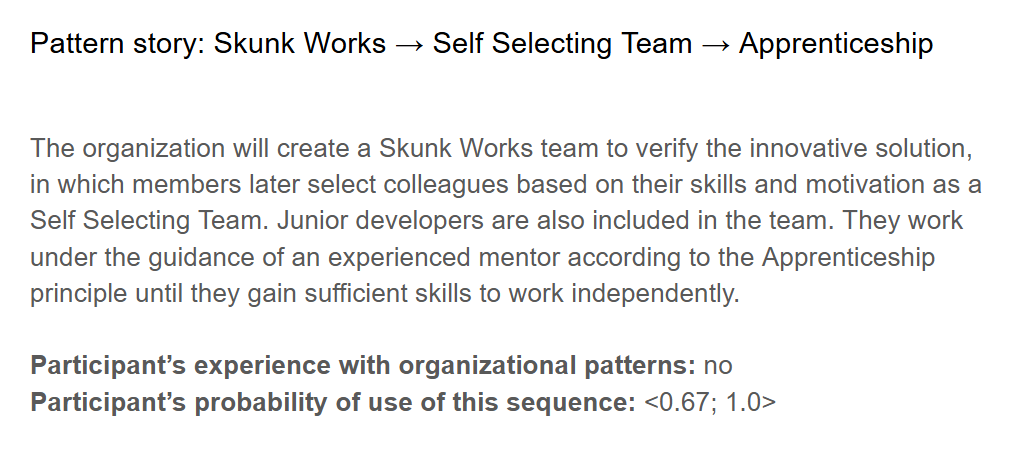 Pattern story: Skunk Works → Self Selecting Team → Apprenticeship
The organization will create a Skunk Works team to verify the innovative solution,
in which members later select colleagues based on their skills and motivation as a
Self Selecting Team. Junior developers are also included in the team. They work
under the guidance of an experienced mentor according to the Apprenticeship
principle until they gain sufficient skills to work independently.
Participant’s experience with organizational patterns: no
Participant’s probability of use of this sequence: <0.67; 1.0>